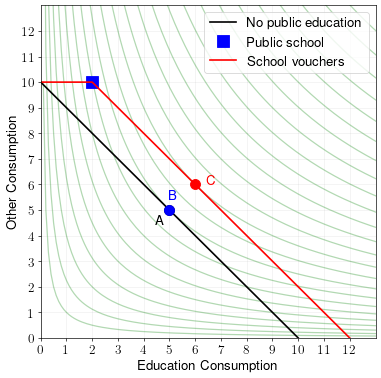 No public education
Public school
School vouchers
Other Consumption
12
11
10
9
8
7
6
5
4
3
2
1
0
C
B
A
0 1 2 3 4 5 6 7 8 9 10 11 12
Education Consumption